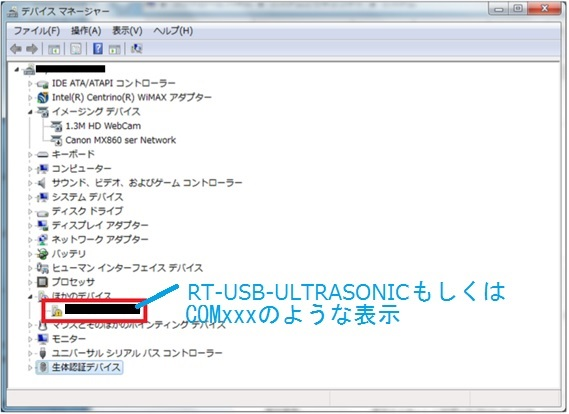 デバイス マネージャー
ファイル(F) 操作(A) 表示(V) ヘルプ(H)
IDE ATA/ATAPI コントローラー
Intel(R) Centrino(R) WiMAX アダプター
イメージング デバイス
1.3M HD WebCam
Canon MX860 ser Network
キーボード
コンピューター
サウンド、ビデオ、およびゲーム コントローラー
システム デバイス
ディスク ドライブ
ディスプレイ アダプター
ネットワーク アダプター
バッテリ
ヒューマン インターフェイス デバイス
プロセッサ
ほかのデバイス
RT-USB-ULTRASONICもしくは
COMxxxのような表示
マウスとそのほかのポインティング デバイス
モニター
ユニバーサル シリアル バス コントローラー
生体認証デバイス